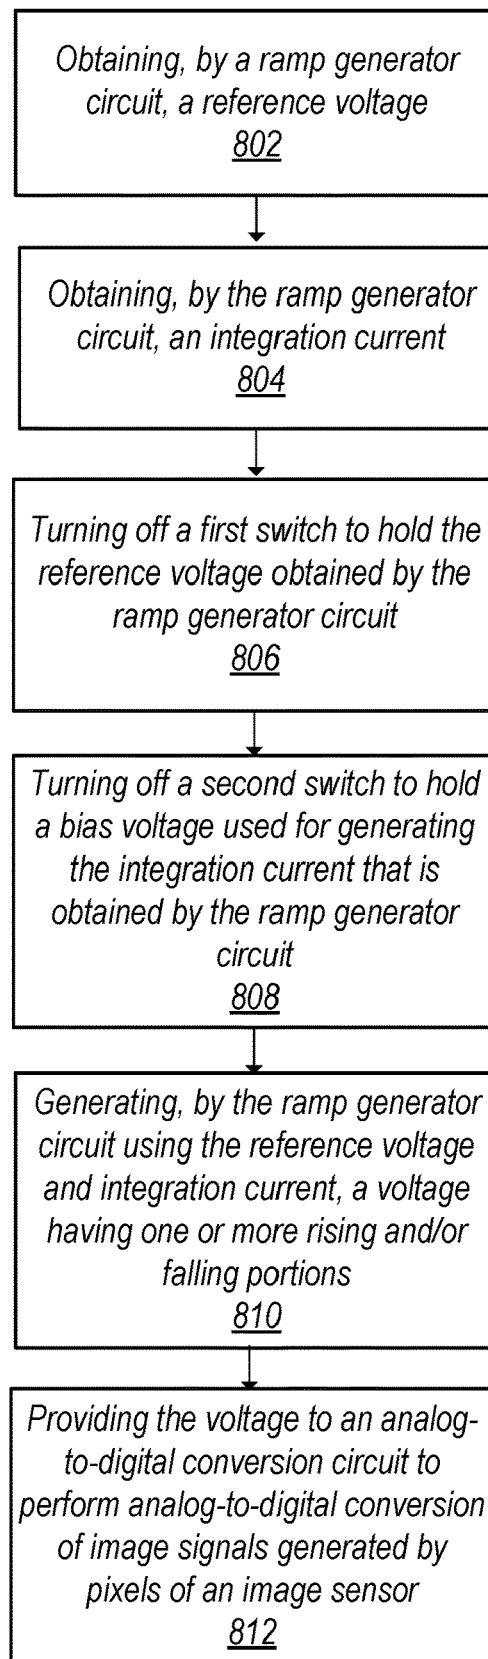 Obtaining, by a ramp generator
circuit, a reference voltage
802
Obtaining, by the ramp generator
circuit, an integration current
804
Turning off a first switch to hold the
reference voltage obtained by the
ramp generator circuit
806
Turning off a second switch to hold
a bias voltage used for generating
the integration current that is
obtained by the ramp generator
circuit
808
Generating, by the ramp generator
circuit using the reference voltage
and integration current, a voltage
having one or more rising and/or
falling portions
810
Providing the voltage to an analog-
to-digital conversion circuit to
perform analog-to-digital conversion
of image signals generated by
pixels of an image sensor
812